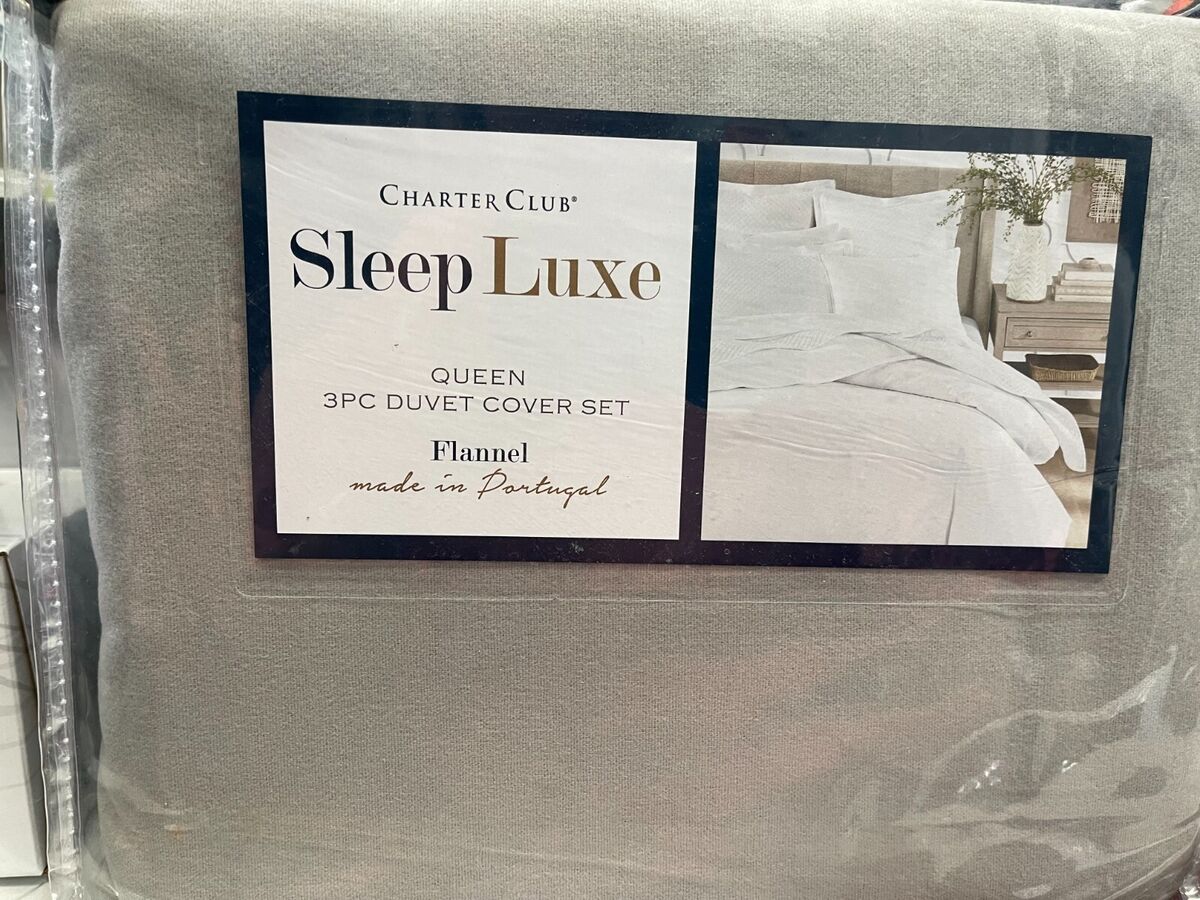 CHARTER CLUB®
Sleep Luxe
QUEEN
3PC DUVET COVER SET
Flannel
made in Portugal